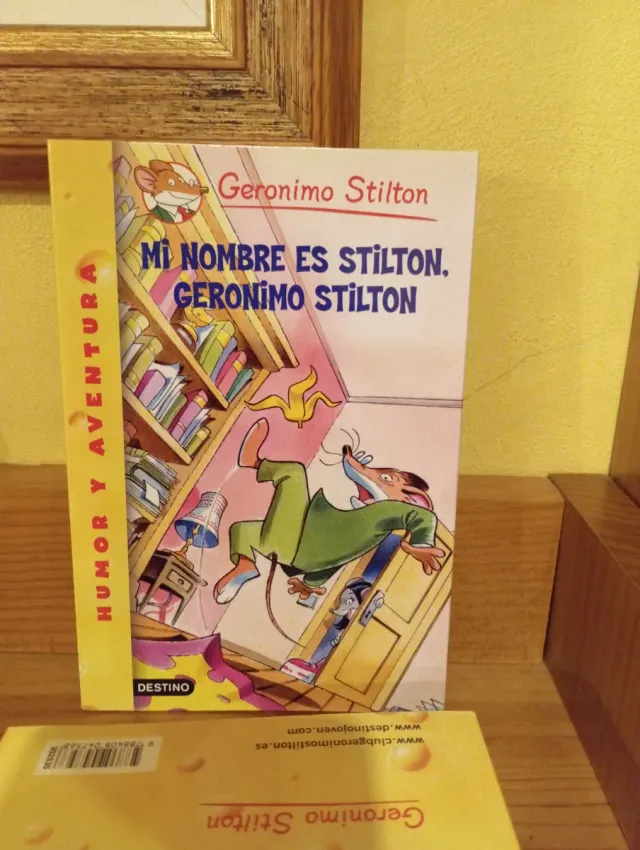 Geronimo Stilton
Mi NOMBRE ES STiLTON,
GERONiMO STiLTON
HUMOR Y AVENTURA
DESTINO
www.destinojoven.com
www.clubgeronimostilton.es
Geronimo Stilton